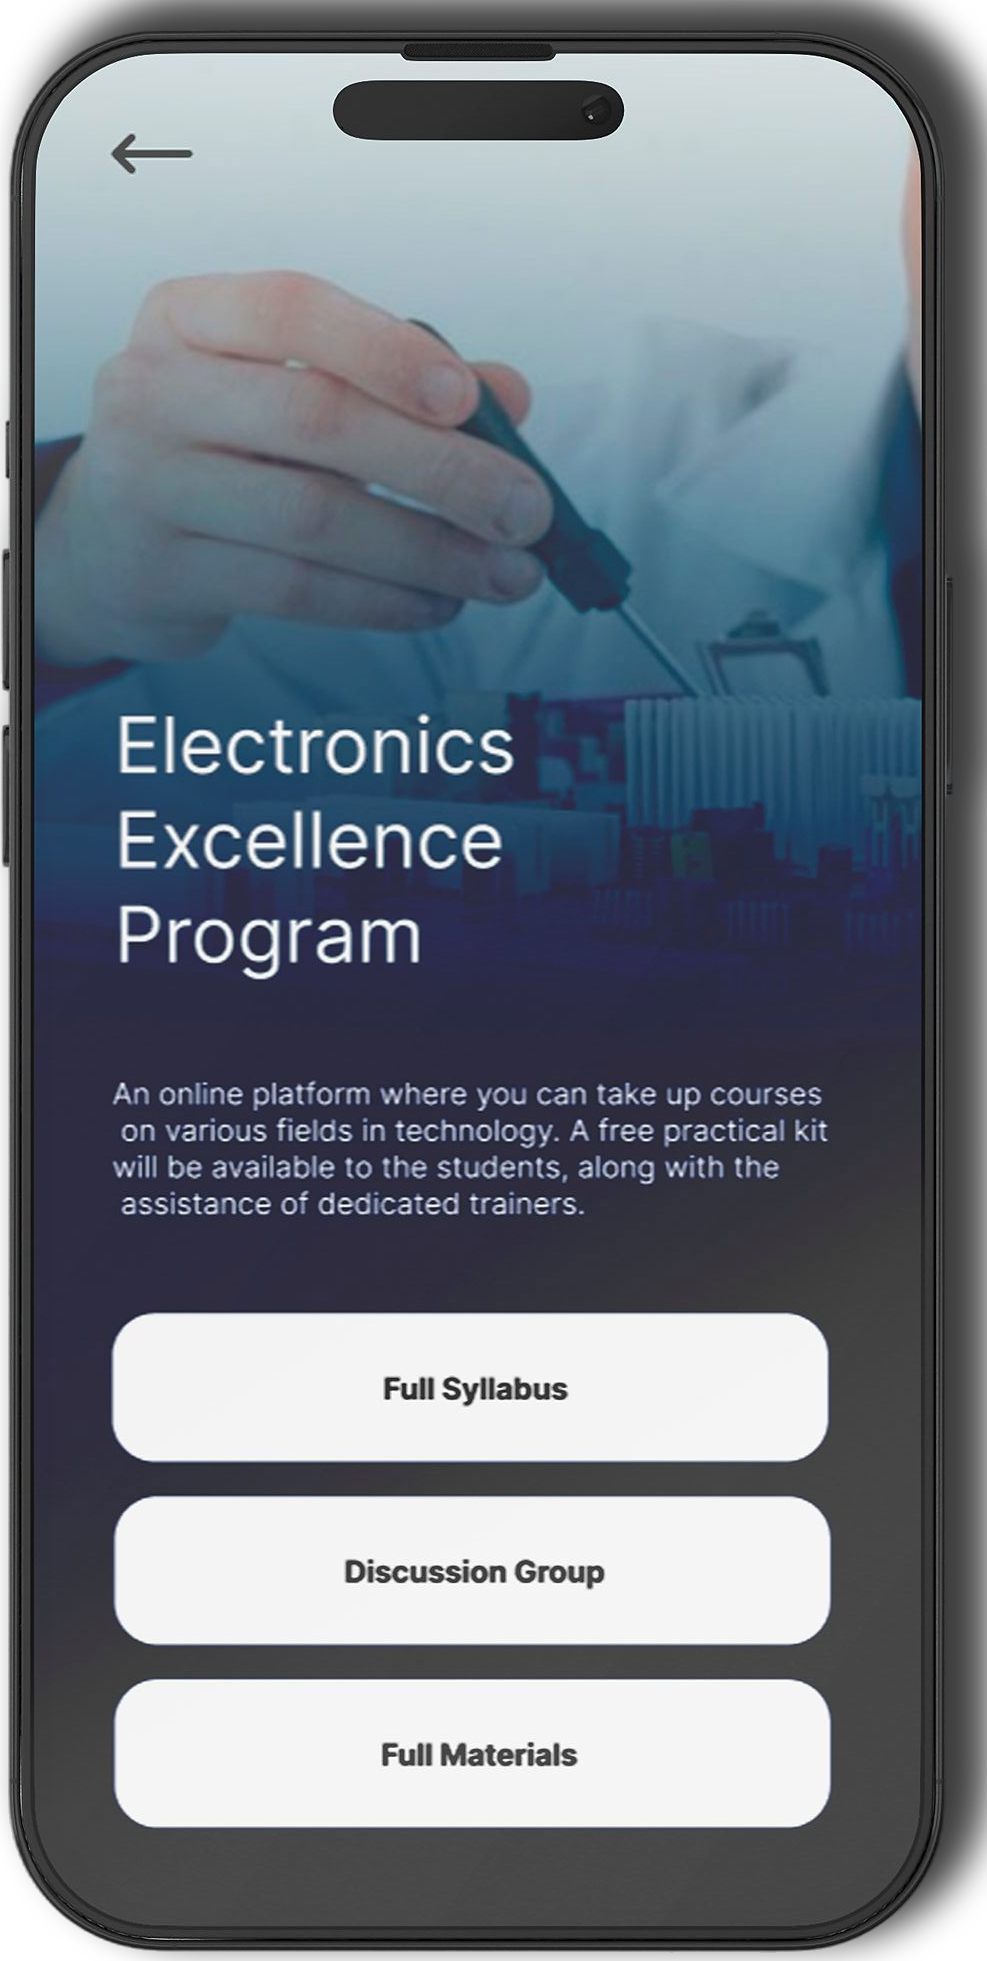 Electronics
Excellence
Program
An online platform where you can take up courses
on various fields in technology. A free practical kit
will be available to the students, along with the
assistance of dedicated trainers.
Full Syllabus
Discussion Group
Full Materials